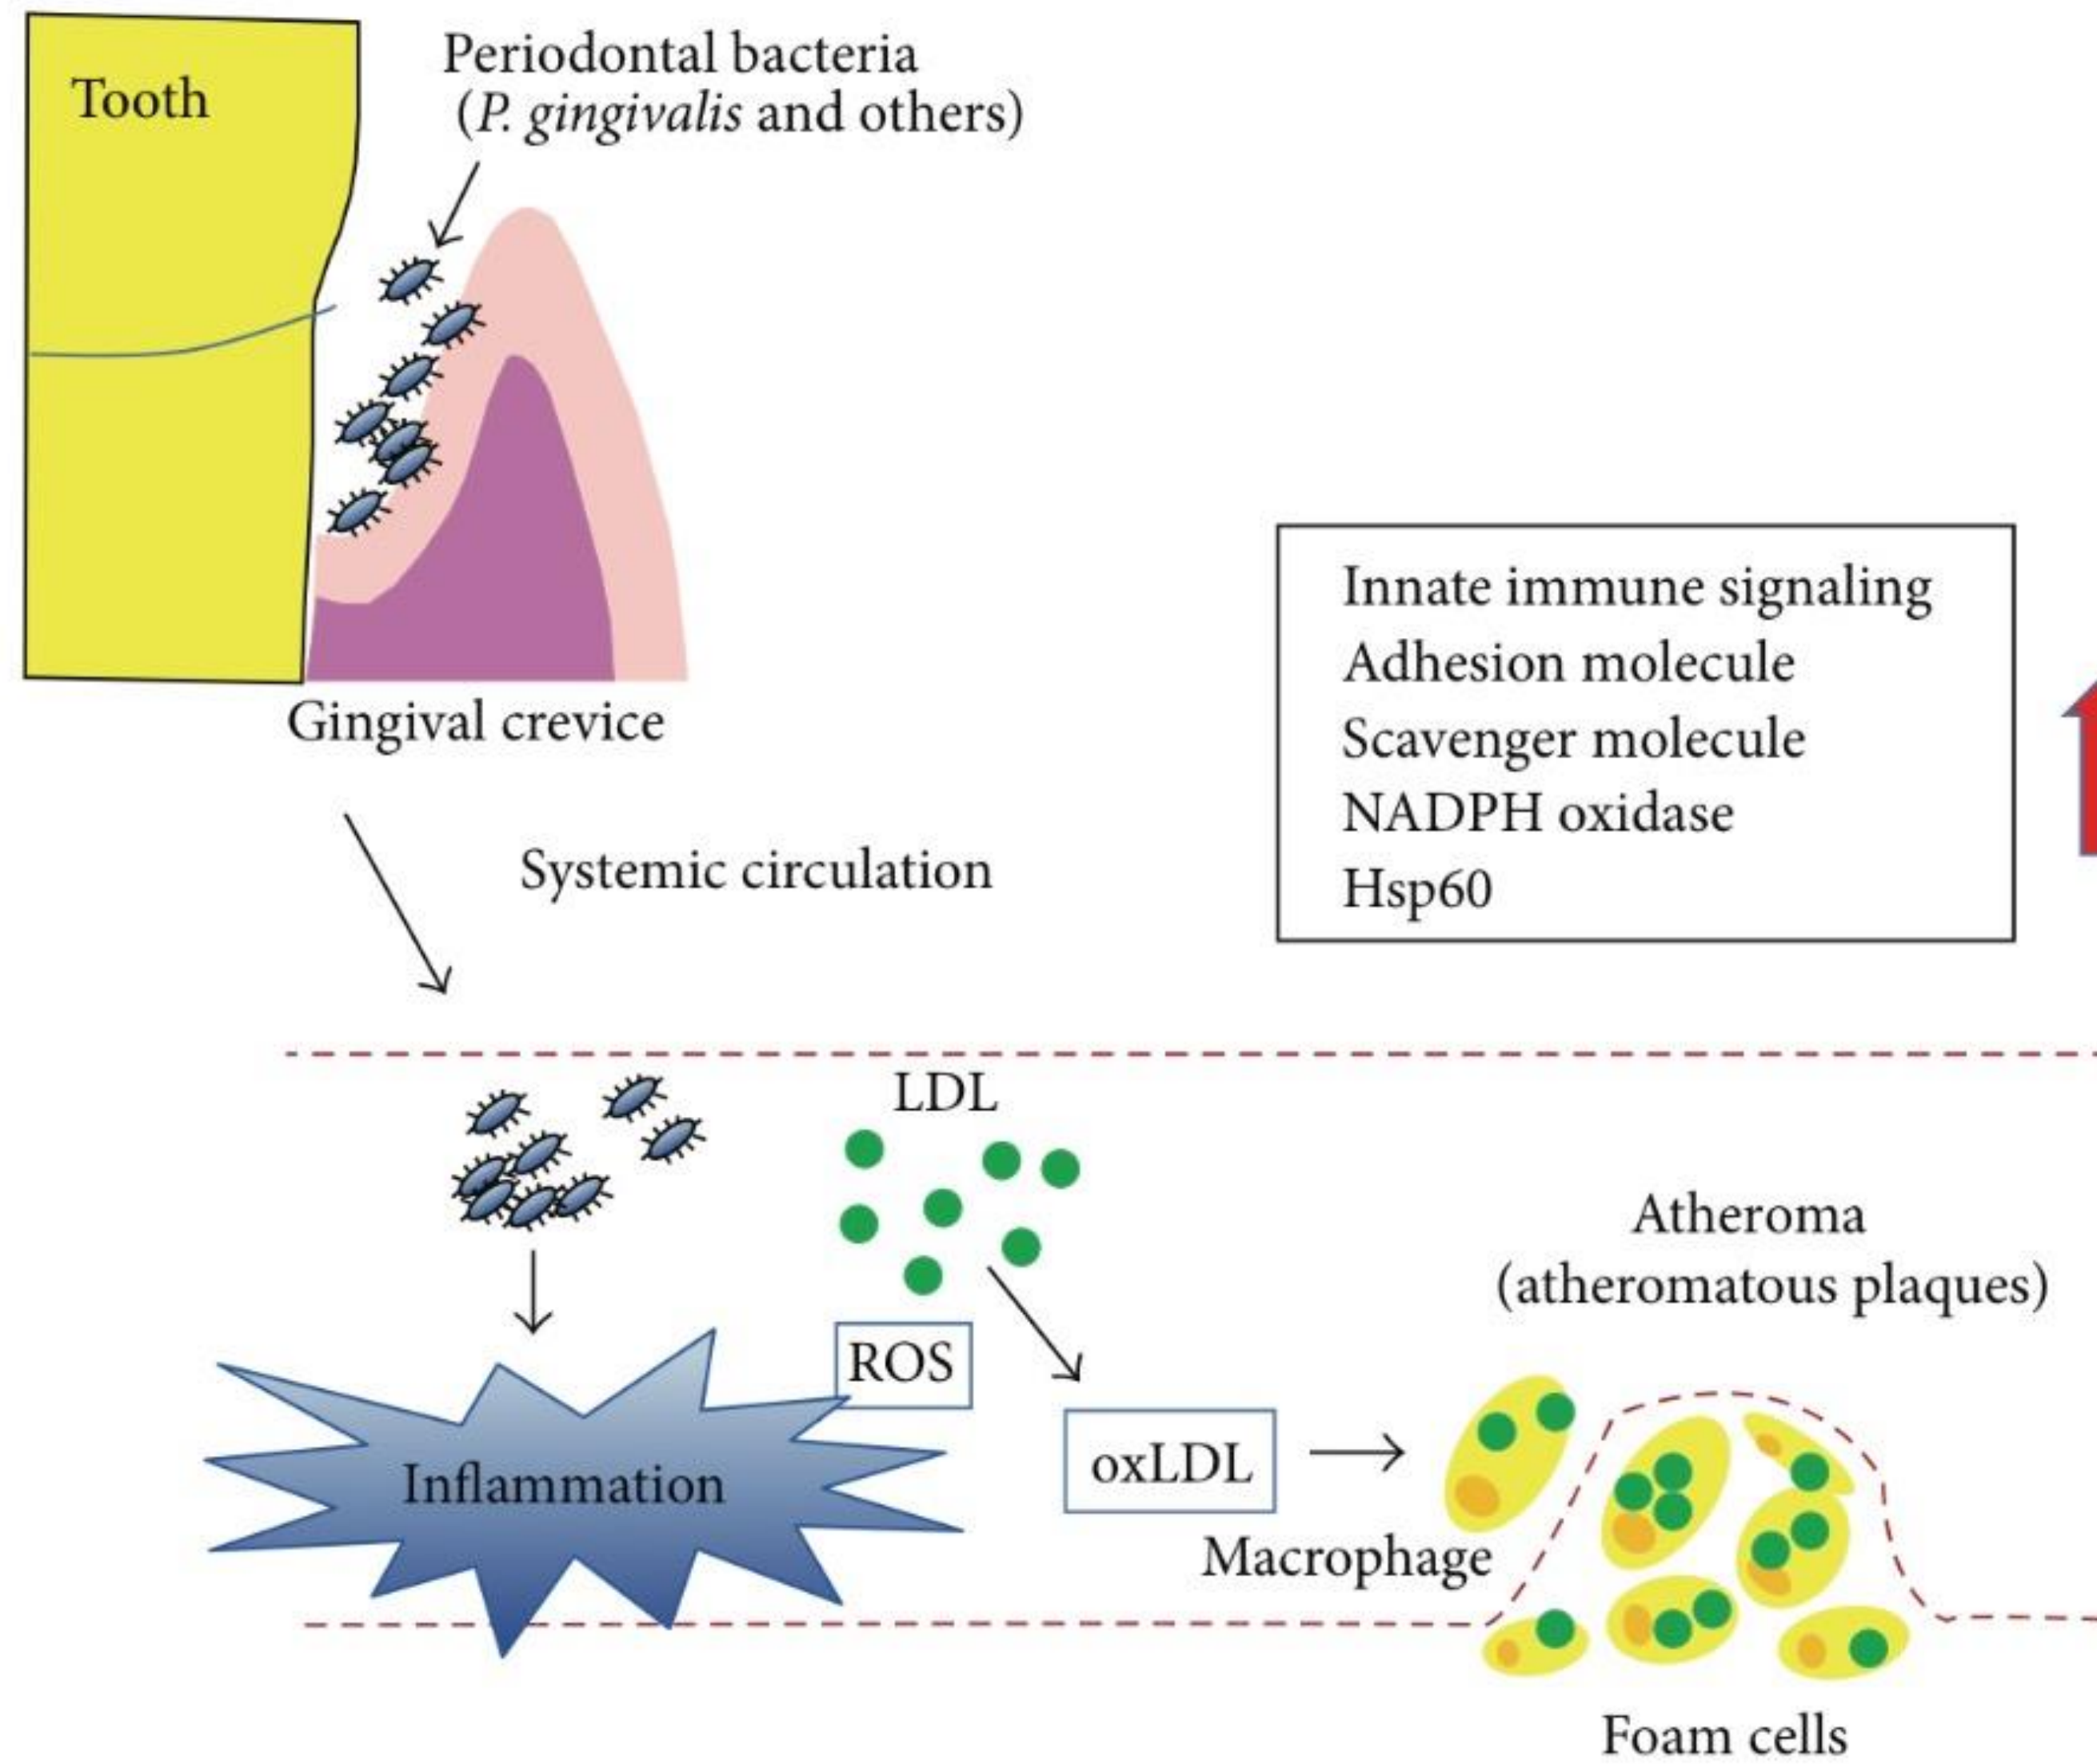 Tooth
Periodontal bacteria
(P. gingivalis and others)
Gingival crevice
Systemic circulation
Innate immune signaling
Adhesion molecule
Scavenger molecule
NADPH oxidase
Hsp60
LDL
Atheroma
(atheromatous plaques)
ROS
Inflammation
oxLDL
Macrophage
Foam cells